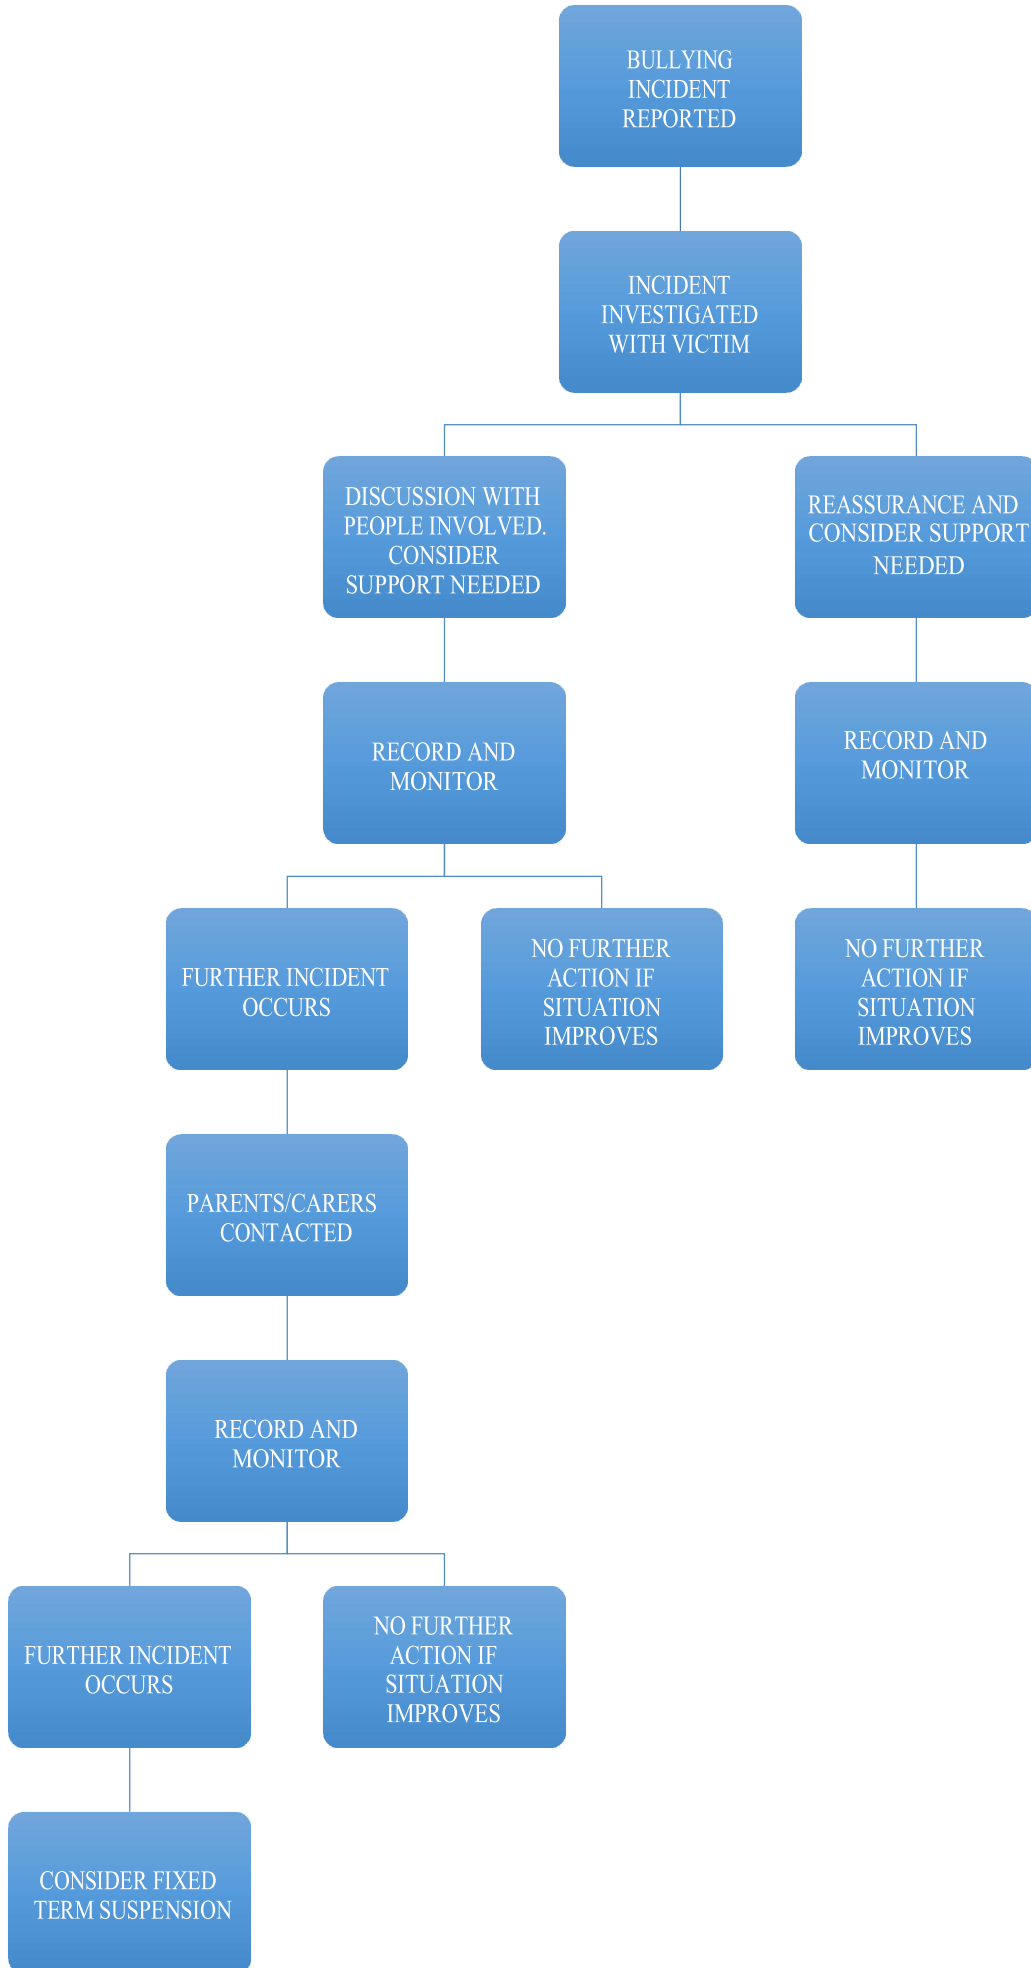 BULLYING
INCIDENT
REPORTED
INCIDENT
INVESTIGATED
WITH VICTIM
DISCUSSION WITH
PEOPLE INVOLVED.
CONSIDER
SUPPORT NEEDED
REASSURANCE AND
CONSIDER SUPPORT
NEEDED
RECORD AND
MONITOR
RECORD AND
MONITOR
FURTHER INCIDENT
OCCURS
NO FURTHER
ACTION IF
SITUATION
IMPROVES
NO FURTHER
ACTION IF
SITUATION
IMPROVES
PARENTS/CARERS
CONTACTED
RECORD AND
MONITOR
FURTHER INCIDENT
OCCURS
NO FURTHER
ACTION IF
SITUATION
IMPROVES
CONSIDER FIXED
TERM SUSPENSION